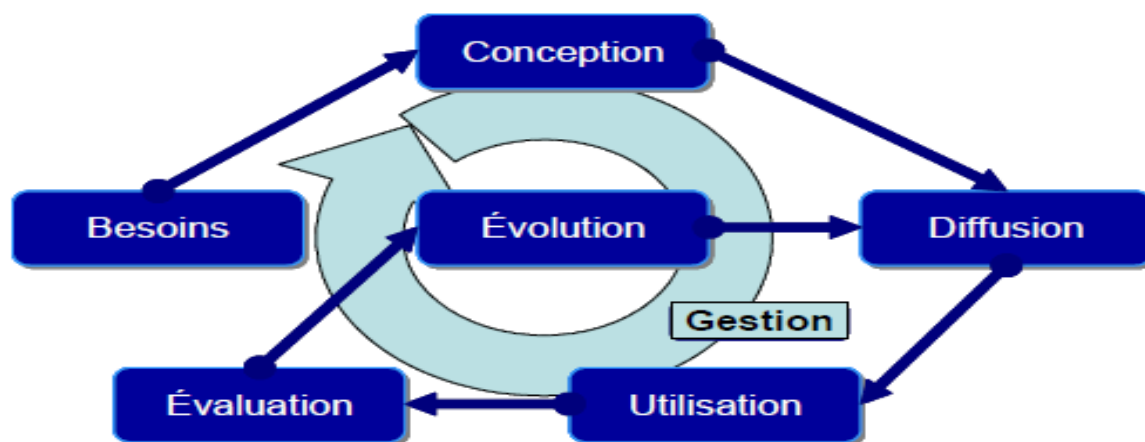 Conception
Besoins
Évolution
Diffusion
Gestion
Évaluation
Utilisation